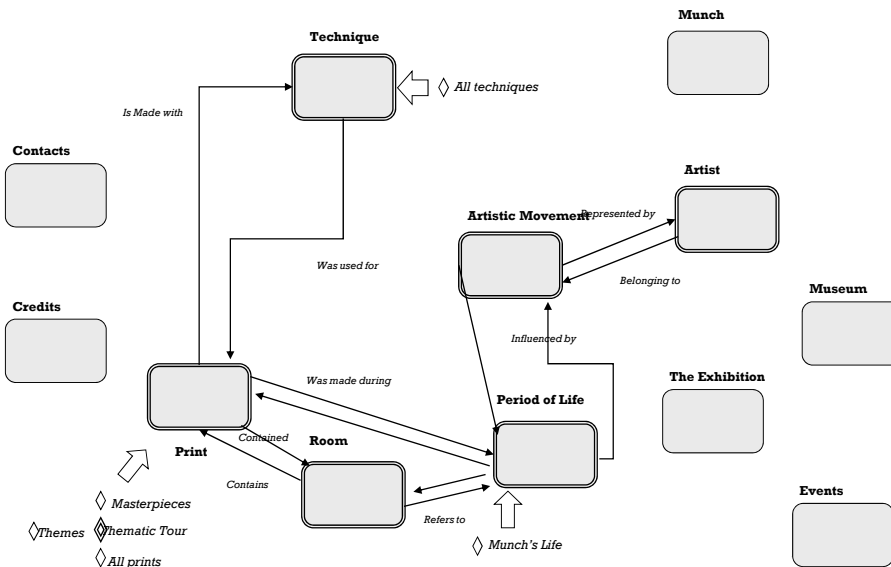 Munch
Technique
All techniques
Is Made with
Contacts
Artist
Artistic Movement
Represented by
Was used for
Belonging to
Museum
Credits
Influenced by
The Exhibition
Was made during
Period of Life
Contained
Room
Print
Contains
Events
Masterpieces
Refers to
Themes
Thematic Tour
Munch's Life
All prints